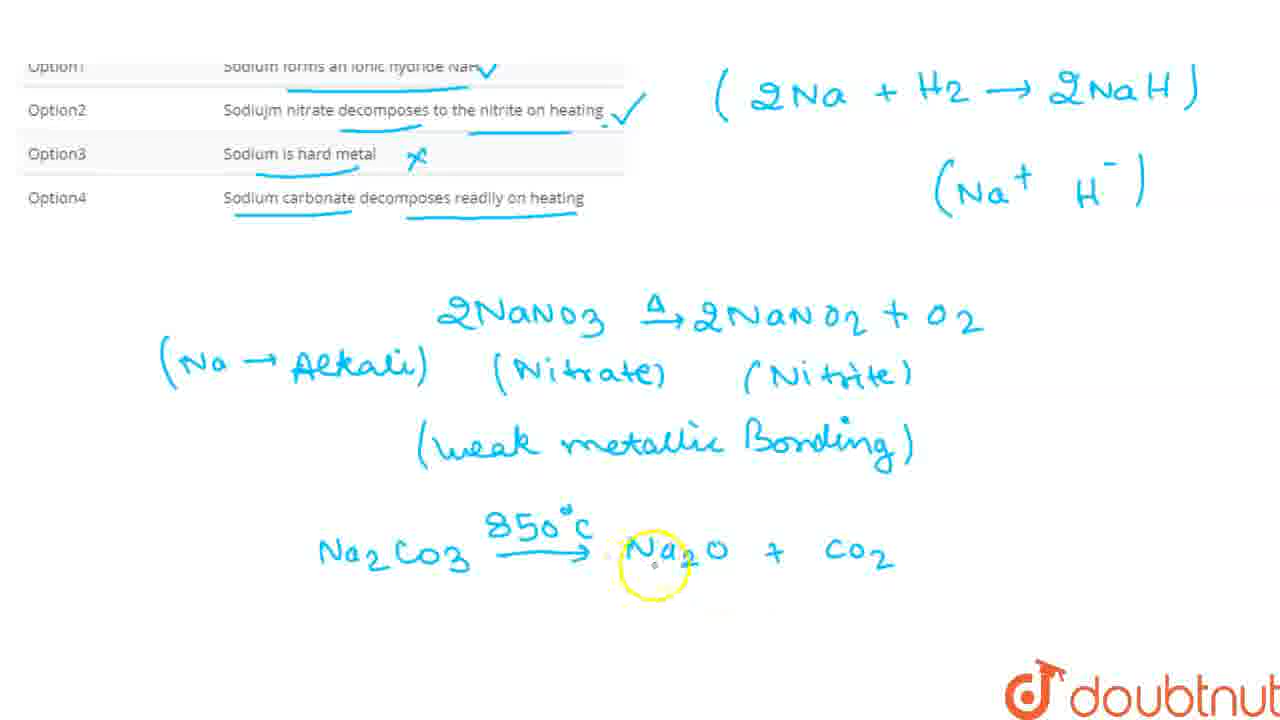 Option1 Sodium forms an ionic hydride NaH
Option2 Sodiujm nitrate decomposes to the nitrite on heating.
Option3 Sodium is hard metal
Option4 Sodium carbonate decomposes readily on heating
(2Na + H2 → 2NaH)
(Na⁺ H⁻)
2NaNO3 Δ→ 2NaNO2 + O2
(Na → Alkali) (Nitrate) (Nitrite)
(weak metallic Bonding)
Na2CO3 850°C→ Na2O + CO2
doubtnut